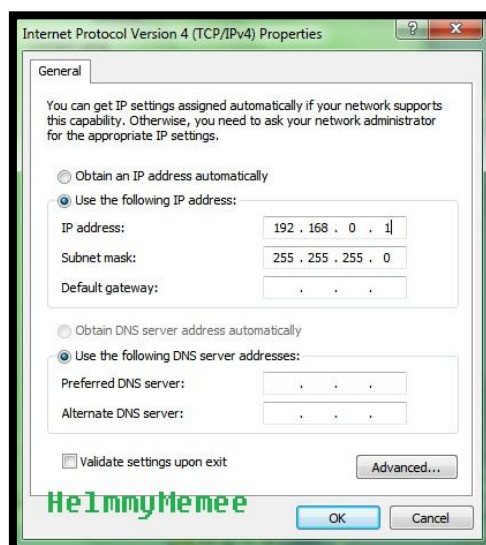 Internet Protocol Version 4 (TCP/IPv4) Properties
General
You can get IP settings assigned automatically if your network supports
this capability. Otherwise, you need to ask your network administrator
for the appropriate IP settings.
Obtain an IP address automatically
Use the following IP address:
IP address: 192 . 168 . 0 . 1
Subnet mask: 255 . 255 . 255 . 0
Default gateway: . . .
Obtain DNS server address automatically
Use the following DNS server addresses:
Preferred DNS server: . . .
Alternate DNS server: . . .
Validate settings upon exit
Advanced...
HelmmyMemee
OK Cancel